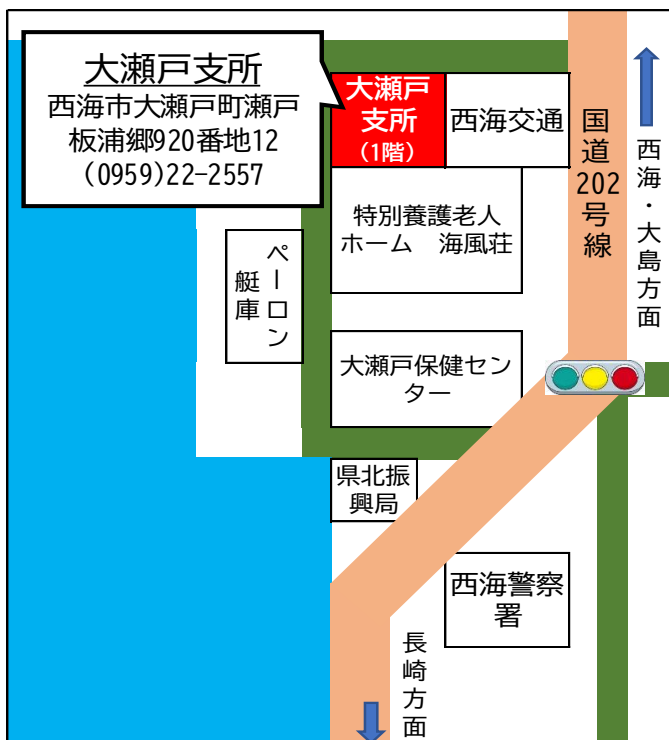 大瀬戸支所
西海市大瀬戸町瀬戸
板浦郷920番地12
(0959)22-2557
大瀬戸
支所
(1階)
西海交通
国道202号線
西海・大島方面
特別養護老人
ホーム　海風荘
ペーロン
艇庫
大瀬戸保健セン
ター
県北振
興局
西海警察
署
長崎方面